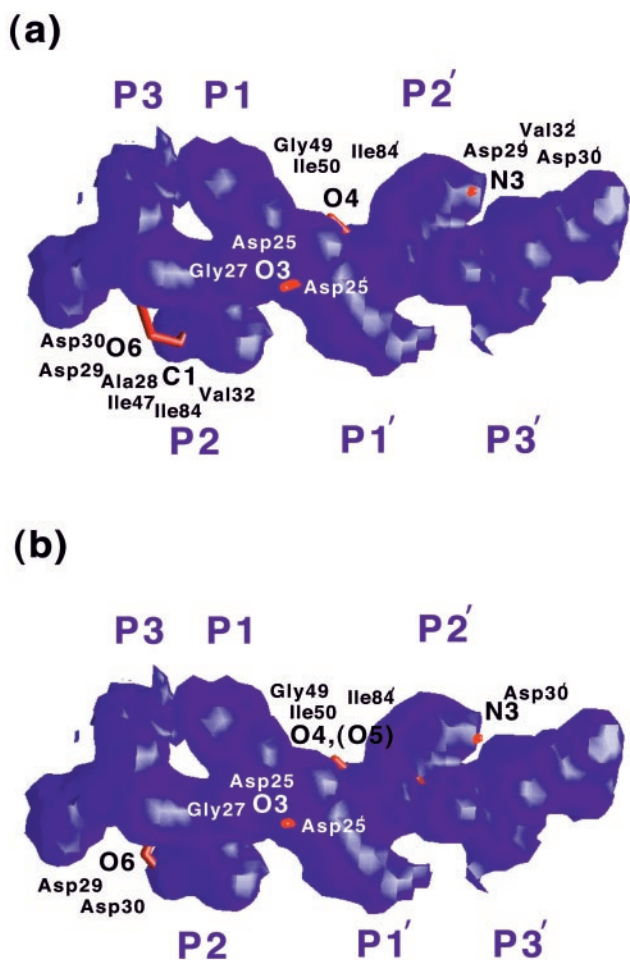 (a)
P3 P1 P2′
Val32′
Gly49 Ile84′ Asp29′ Asp30′
Ile50 N3
O4
Asp25
Gly27 O3 Asp25′
Asp30 O6
Asp29 Ala28 C1 Val32
Ile47 Ile84
P2 P1′ P3′
(b)
P3 P1 P2′
Gly49 Ile84′ N3 Asp30′
Ile50
O4,(O5)
Asp25
Gly27 O3 Asp25′
O6
Asp29
Asp30
P2 P1′ P3′